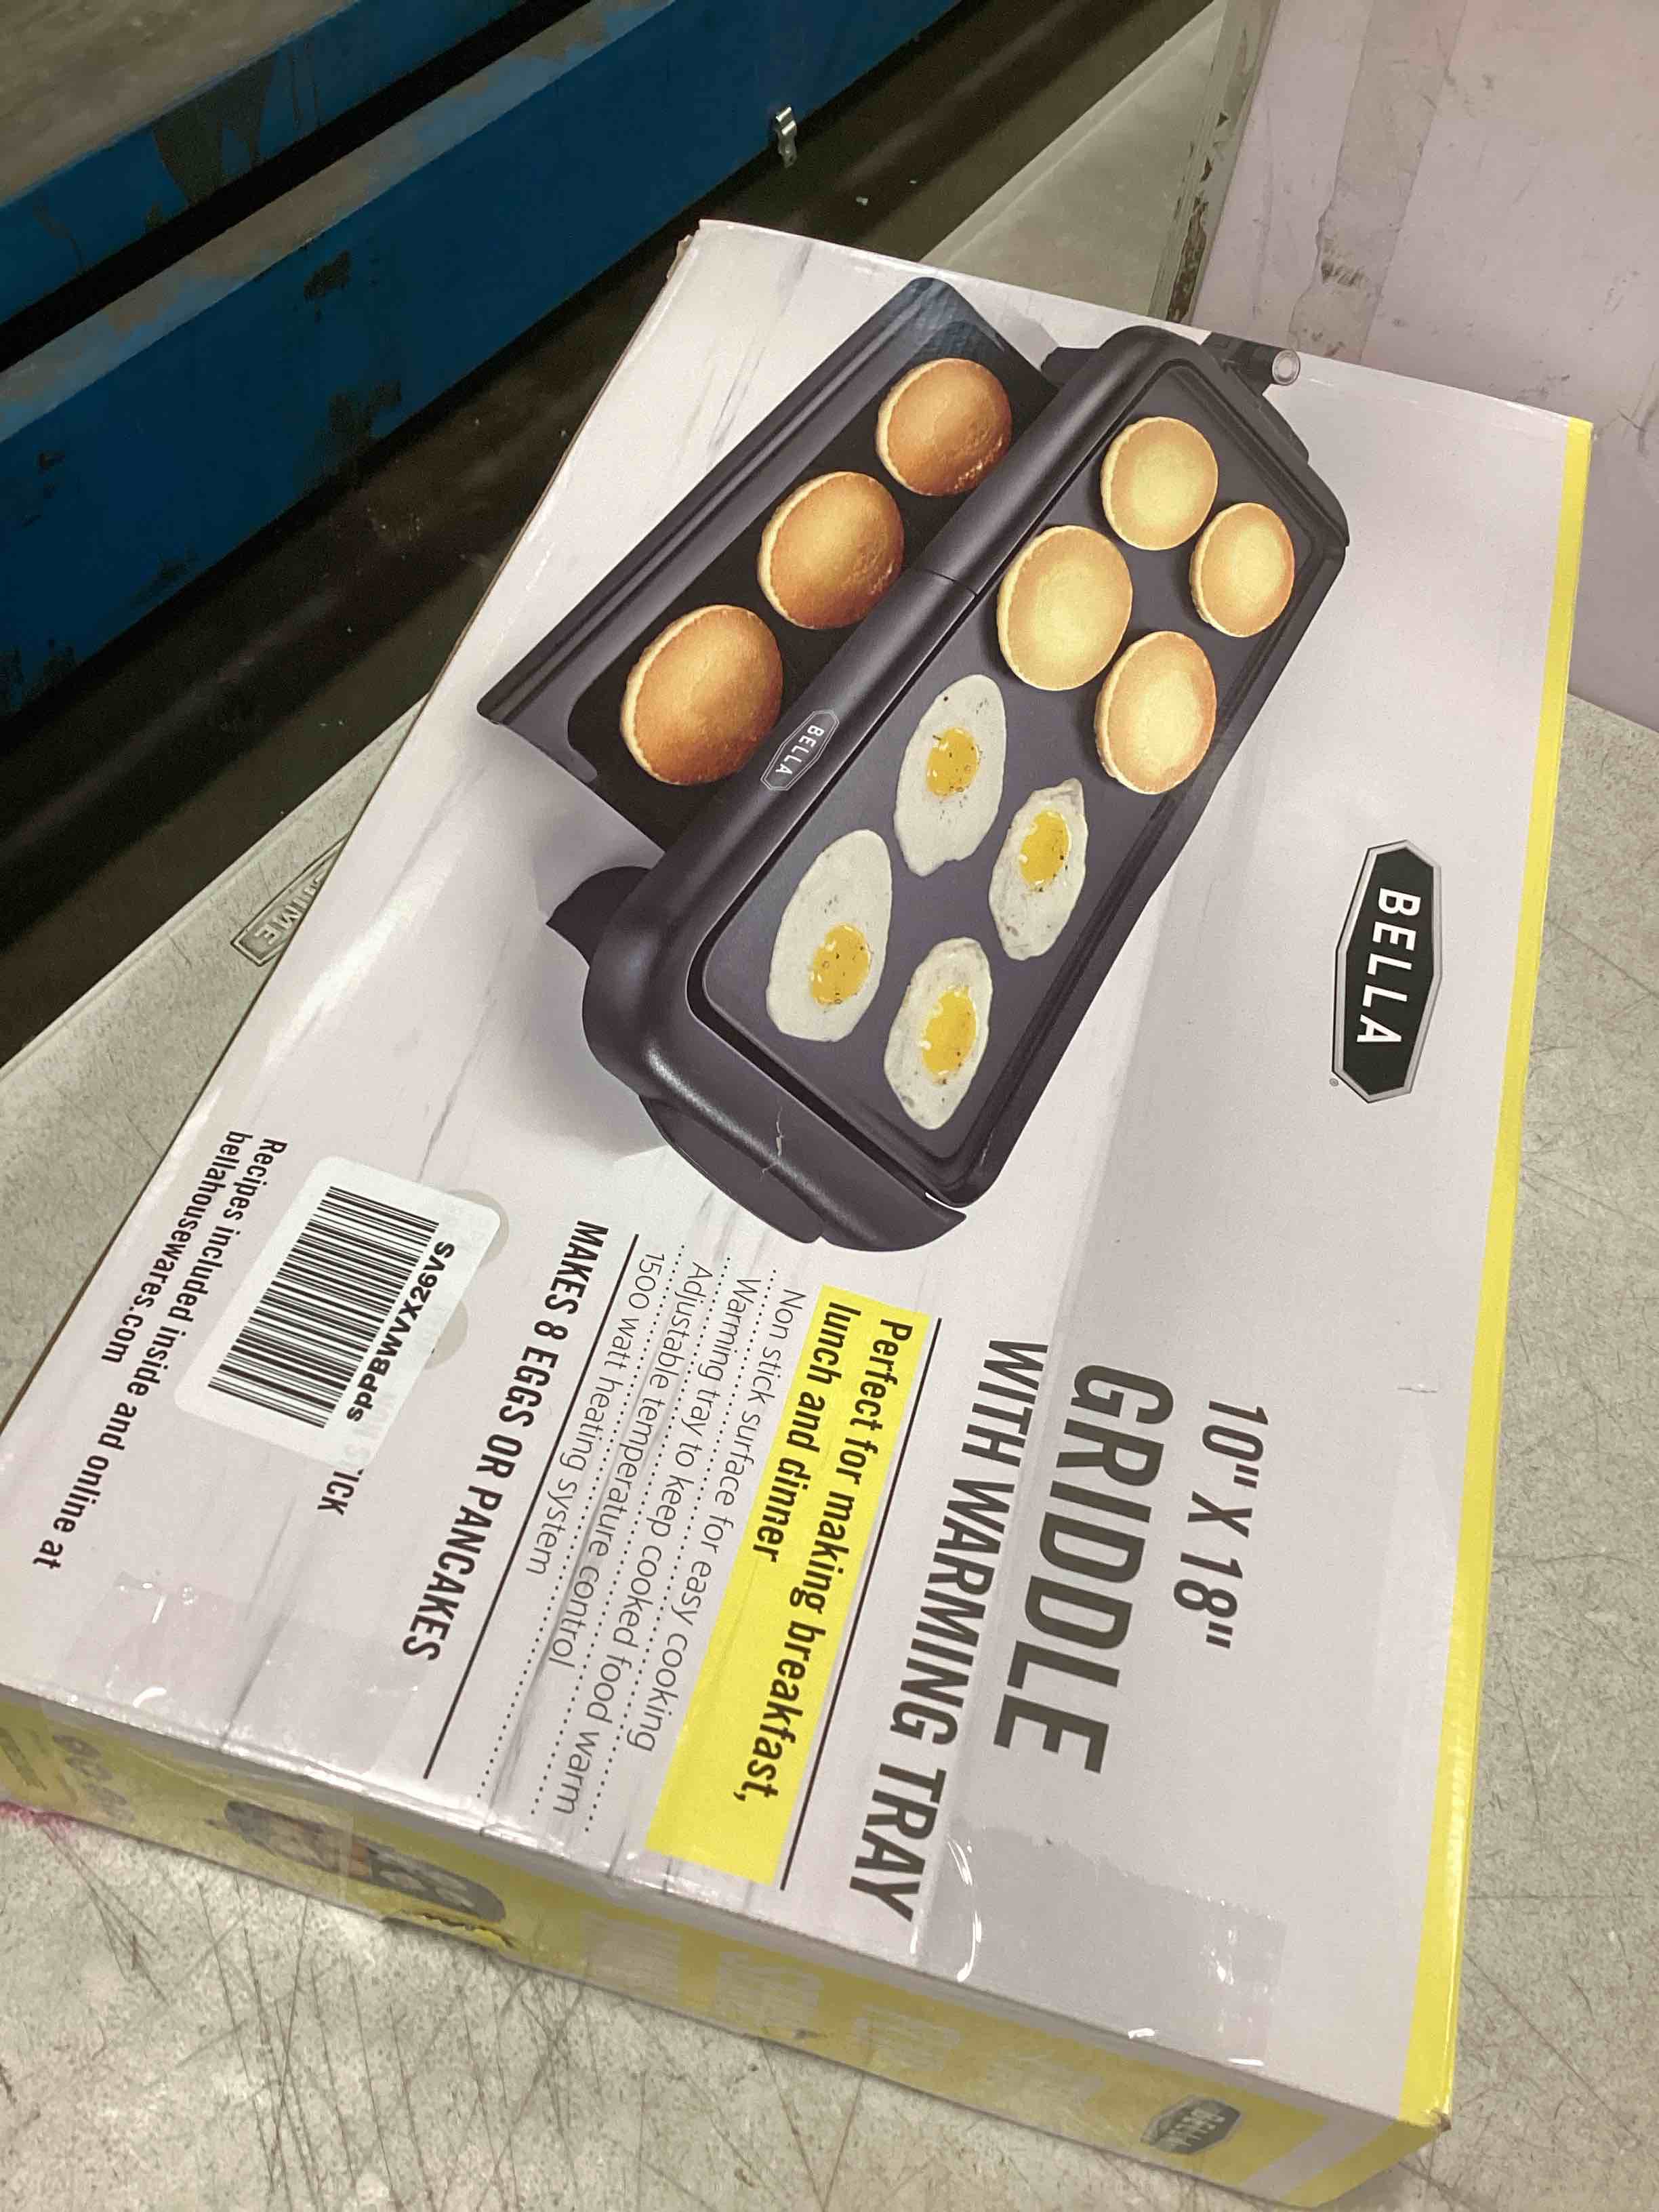 BELLA
10" X 18"
GRIDDLE
WITH WARMING TRAY
Perfect for making breakfast,
lunch and dinner
Non stick surface for easy cooking
Warming tray to keep cooked food warm
Adjustable temperature control
1500 watt heating system
MAKES 8 EGGS OR PANCAKES
BELLA
spPBWVX26VS
TICK
Recipes included inside and online at
bellahousewares.com
BELLA